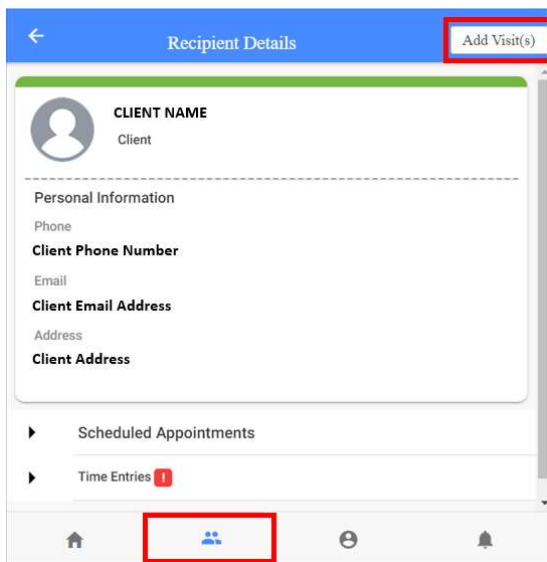 Recipient Details
Add Visit(s)
CLIENT NAME
Client
Personal Information
Phone
Client Phone Number
Email
Client Email Address
Address
Client Address
Scheduled Appointments
Time Entries !